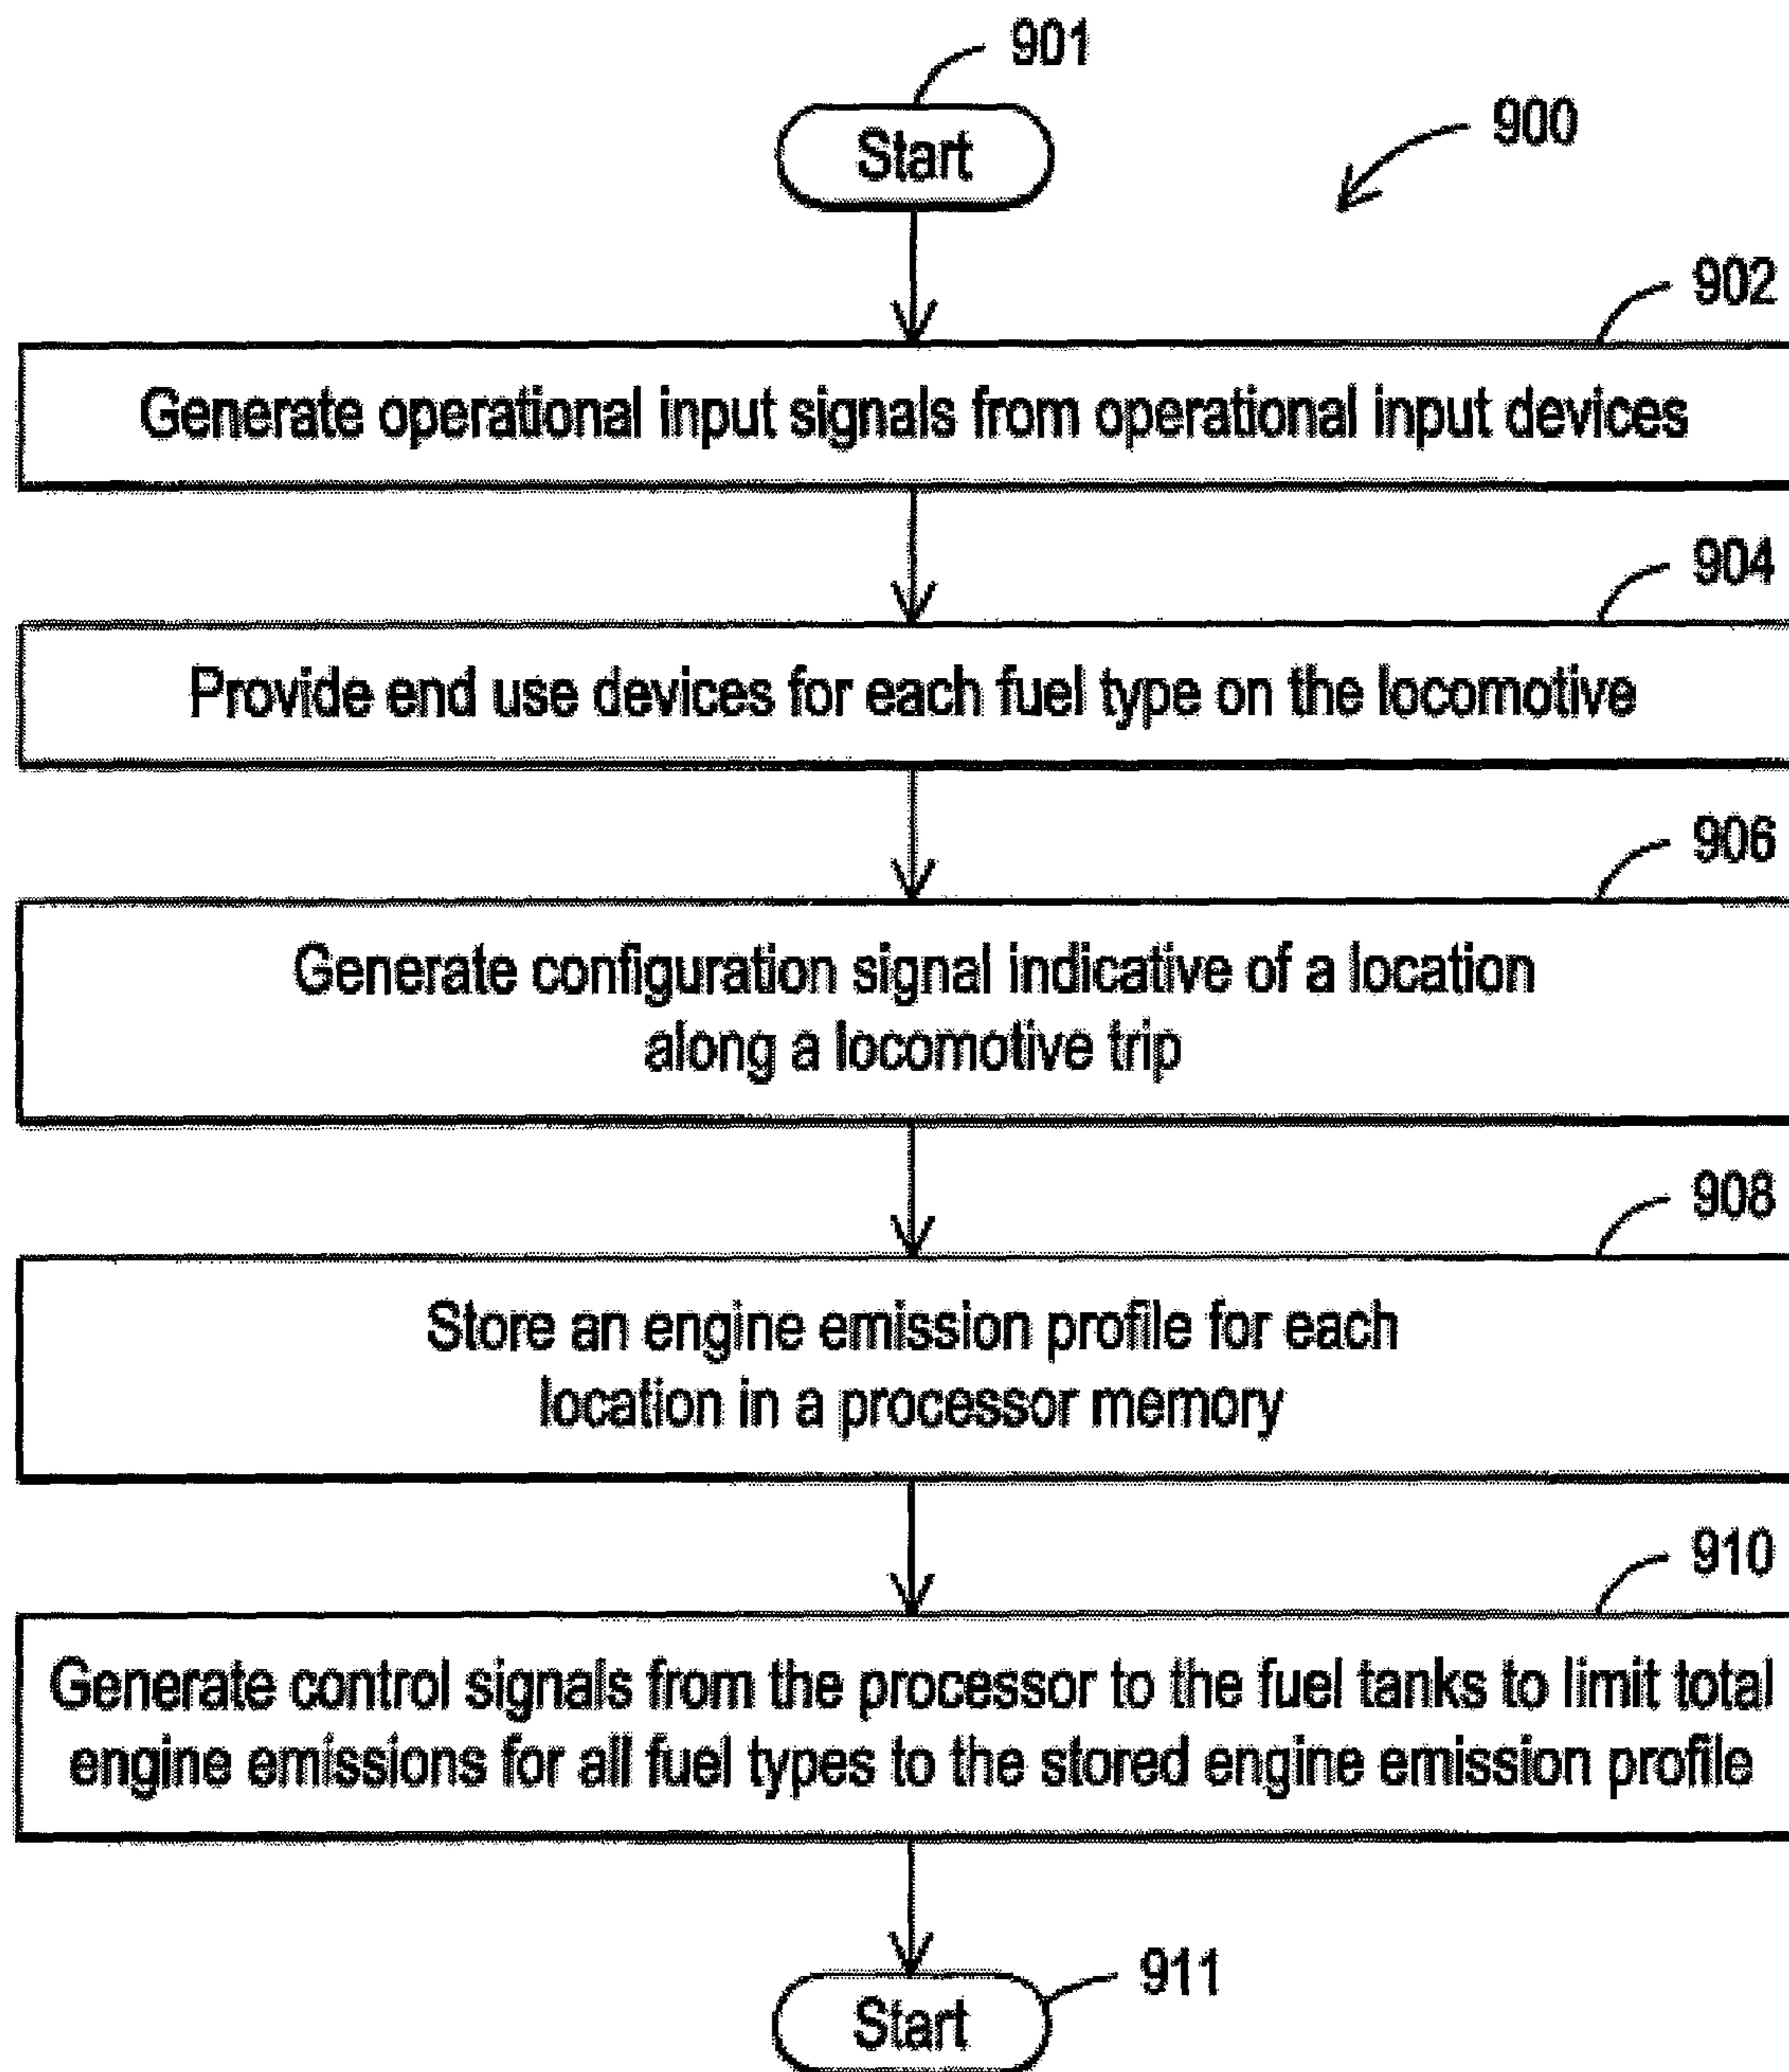 901
Start
900
902
Generate operational input signals from operational input devices
904
Provide end use devices for each fuel type on the locomotive
906
Generate configuration signal indicative of a location
along a locomotive trip
908
Store an engine emission profile for each
location in a processor memory
910
Generate control signals from the processor to the fuel tanks to limit total
engine emissions for all fuel types to the stored engine emission profile
911
Start